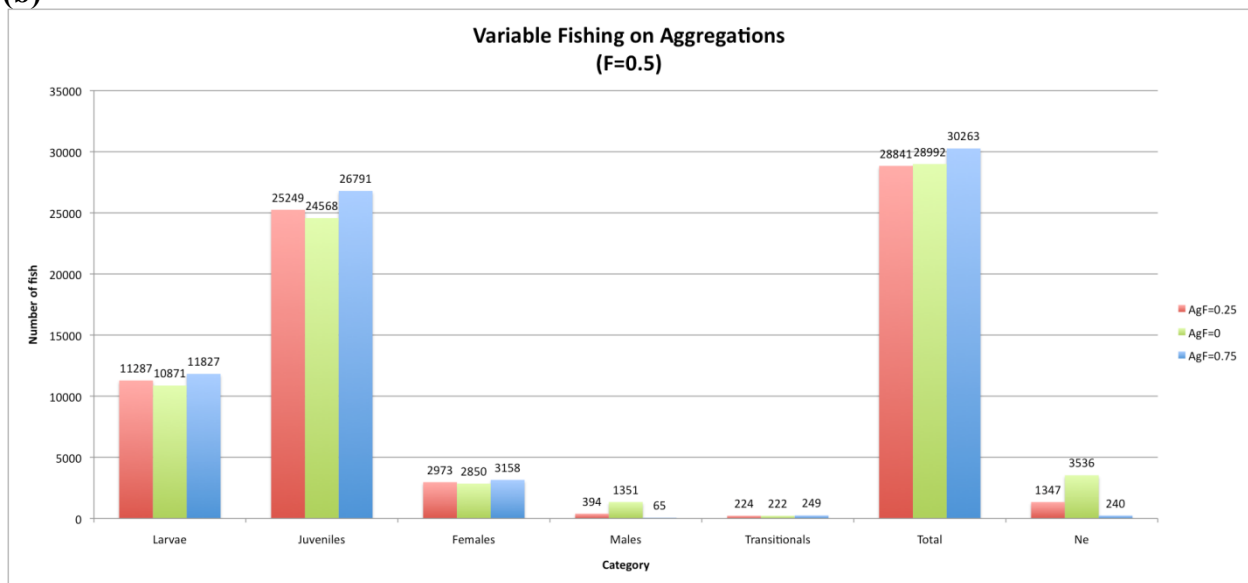 (b)
Variable Fishing on Aggregations
(F=0.5)
35000
30000
25000
20000
15000
10000
5000
0
Number of fish
11287
10871
11827
25249
24568
26791
2973
2850
3158
394
1351
65
224
222
249
28841
28992
30263
1347
3536
240
Larvae
Juveniles
Females
Males
Transitionals
Total
Ne
Category
AgF=0.25
AgF=0
AgF=0.75